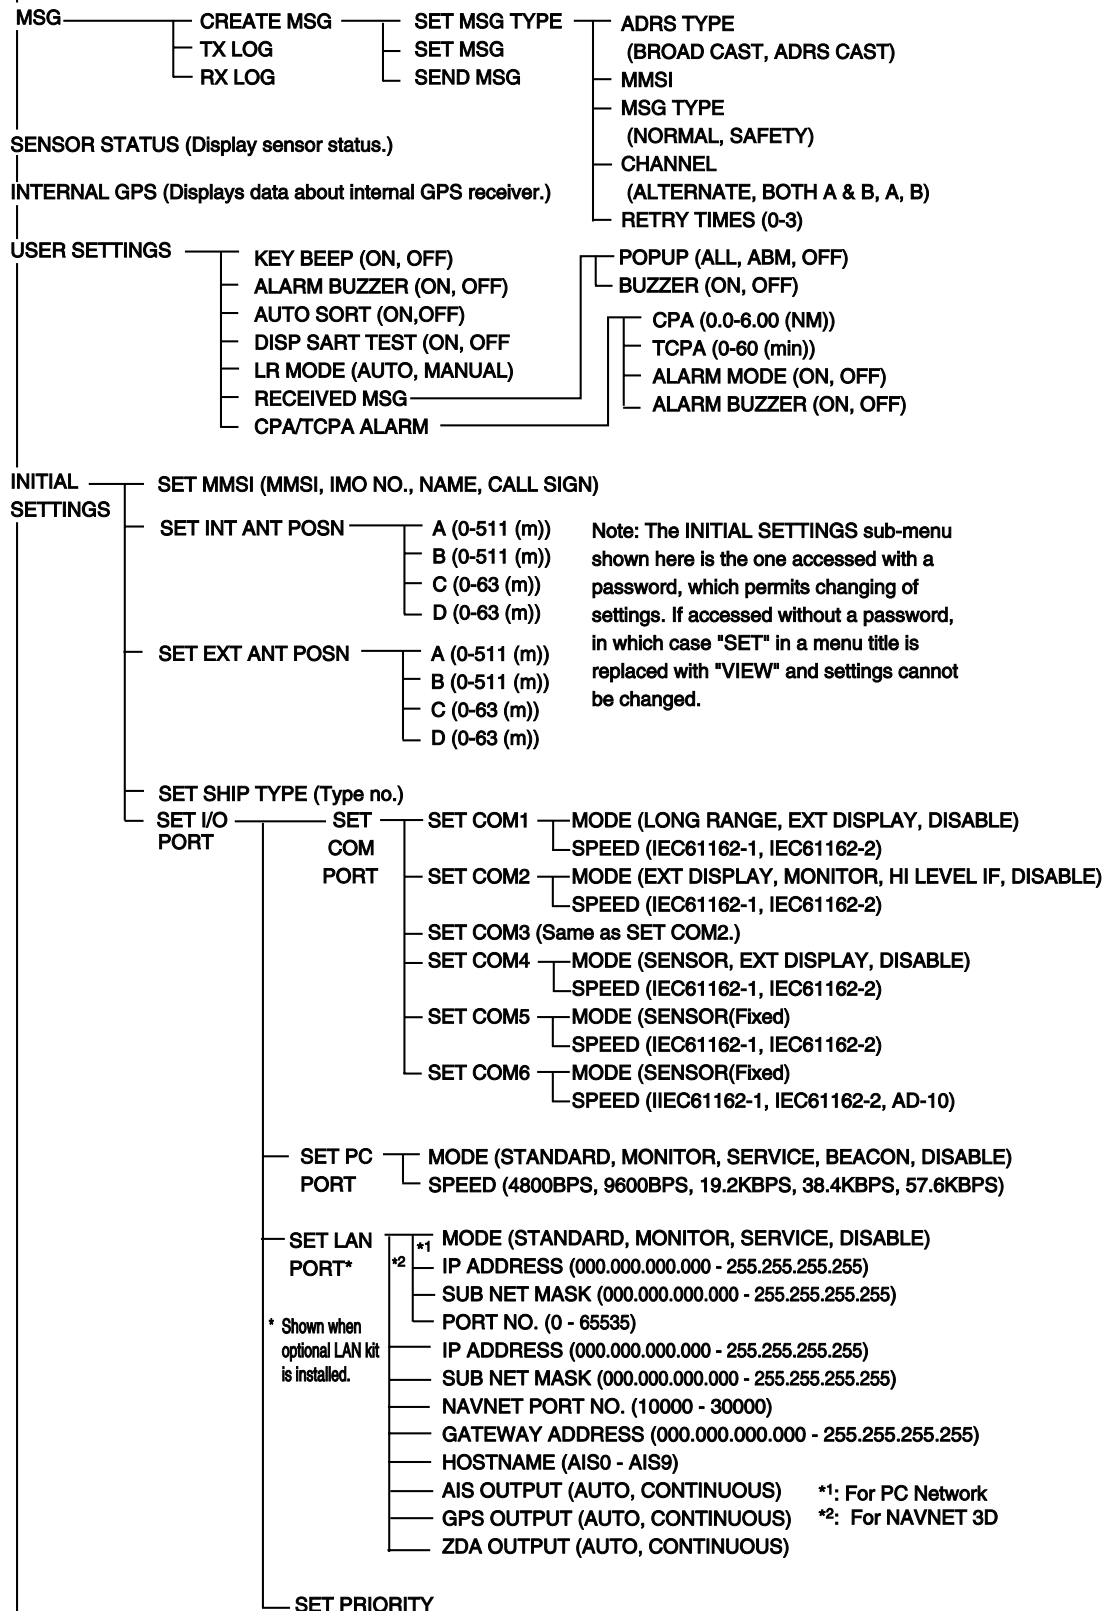 MSG
CREATE MSG
TX LOG
RX LOG
SET MSG TYPE
SET MSG
SEND MSG
ADRS TYPE
(BROAD CAST, ADRS CAST)
MMSI
MSG TYPE
(NORMAL, SAFETY)
CHANNEL
(ALTERNATE, BOTH A & B, A, B)
RETRY TIMES (0-3)
SENSOR STATUS (Display sensor status.)
INTERNAL GPS (Displays data about internal GPS receiver.)
USER SETTINGS
KEY BEEP (ON, OFF)
ALARM BUZZER (ON, OFF)
AUTO SORT (ON,OFF)
DISP SART TEST (ON, OFF
LR MODE (AUTO, MANUAL)
RECEIVED MSG
CPA/TCPA ALARM
POPUP (ALL, ABM, OFF)
BUZZER (ON, OFF)
CPA (0.0-6.00 (NM))
TCPA (0-60 (min))
ALARM MODE (ON, OFF)
ALARM BUZZER (ON, OFF)
INITIAL
SETTINGS
SET MMSI (MMSI, IMO NO., NAME, CALL SIGN)
SET INT ANT POSN
A (0-511 (m))
B (0-511 (m))
C (0-63 (m))
D (0-63 (m))
SET EXT ANT POSN
A (0-511 (m))
B (0-511 (m))
C (0-63 (m))
D (0-63 (m))
Note: The INITIAL SETTINGS sub-menu
shown here is the one accessed with a
password, which permits changing of
settings. If accessed without a password,
in which case "SET" in a menu title is
replaced with "VIEW" and settings cannot
be changed.
SET SHIP TYPE (Type no.)
SET I/O
PORT
SET
COM
PORT
SET COM1
MODE (LONG RANGE, EXT DISPLAY, DISABLE)
SPEED (IEC61162-1, IEC61162-2)
SET COM2
MODE (EXT DISPLAY, MONITOR, HI LEVEL IF, DISABLE)
SPEED (IEC61162-1, IEC61162-2)
SET COM3 (Same as SET COM2.)
SET COM4
MODE (SENSOR, EXT DISPLAY, DISABLE)
SPEED (IEC61162-1, IEC61162-2)
SET COM5
MODE (SENSOR(Fixed)
SPEED (IEC61162-1, IEC61162-2)
SET COM6
MODE (SENSOR(Fixed)
SPEED (IIEC61162-1, IEC61162-2, AD-10)
SET PC
PORT
MODE (STANDARD, MONITOR, SERVICE, BEACON, DISABLE)
SPEED (4800BPS, 9600BPS, 19.2KBPS, 38.4KBPS, 57.6KBPS)
SET LAN
PORT*
* Shown when
optional LAN kit
is installed.
*1
*2
MODE (STANDARD, MONITOR, SERVICE, DISABLE)
IP ADDRESS (000.000.000.000 - 255.255.255.255)
SUB NET MASK (000.000.000.000 - 255.255.255.255)
PORT NO. (0 - 65535)
IP ADDRESS (000.000.000.000 - 255.255.255.255)
SUB NET MASK (000.000.000.000 - 255.255.255.255)
NAVNET PORT NO. (10000 - 30000)
GATEWAY ADDRESS (000.000.000.000 - 255.255.255.255)
HOSTNAME (AIS0 - AIS9)
AIS OUTPUT (AUTO, CONTINUOUS)
GPS OUTPUT (AUTO, CONTINUOUS)
ZDA OUTPUT (AUTO, CONTINUOUS)
*1: For PC Network
*2: For NAVNET 3D
SET PRIORITY